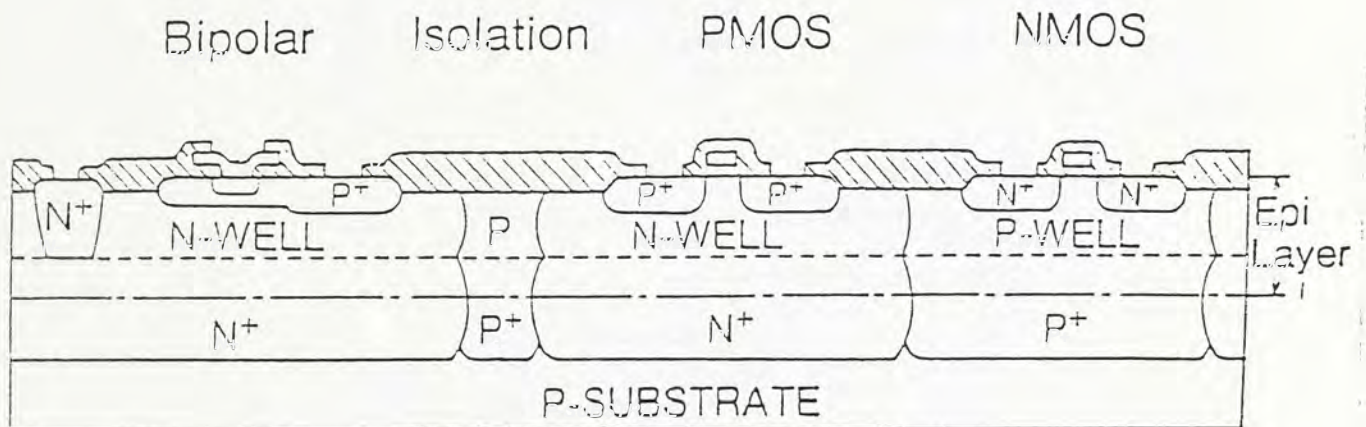 Bipolar Isolation PMOS NMOS
P+ P+ P+ N+ N+
N+ N-WELL P N-WELL P-WELL Epi
Layer
N+ P+ N+ P+
P-SUBSTRATE